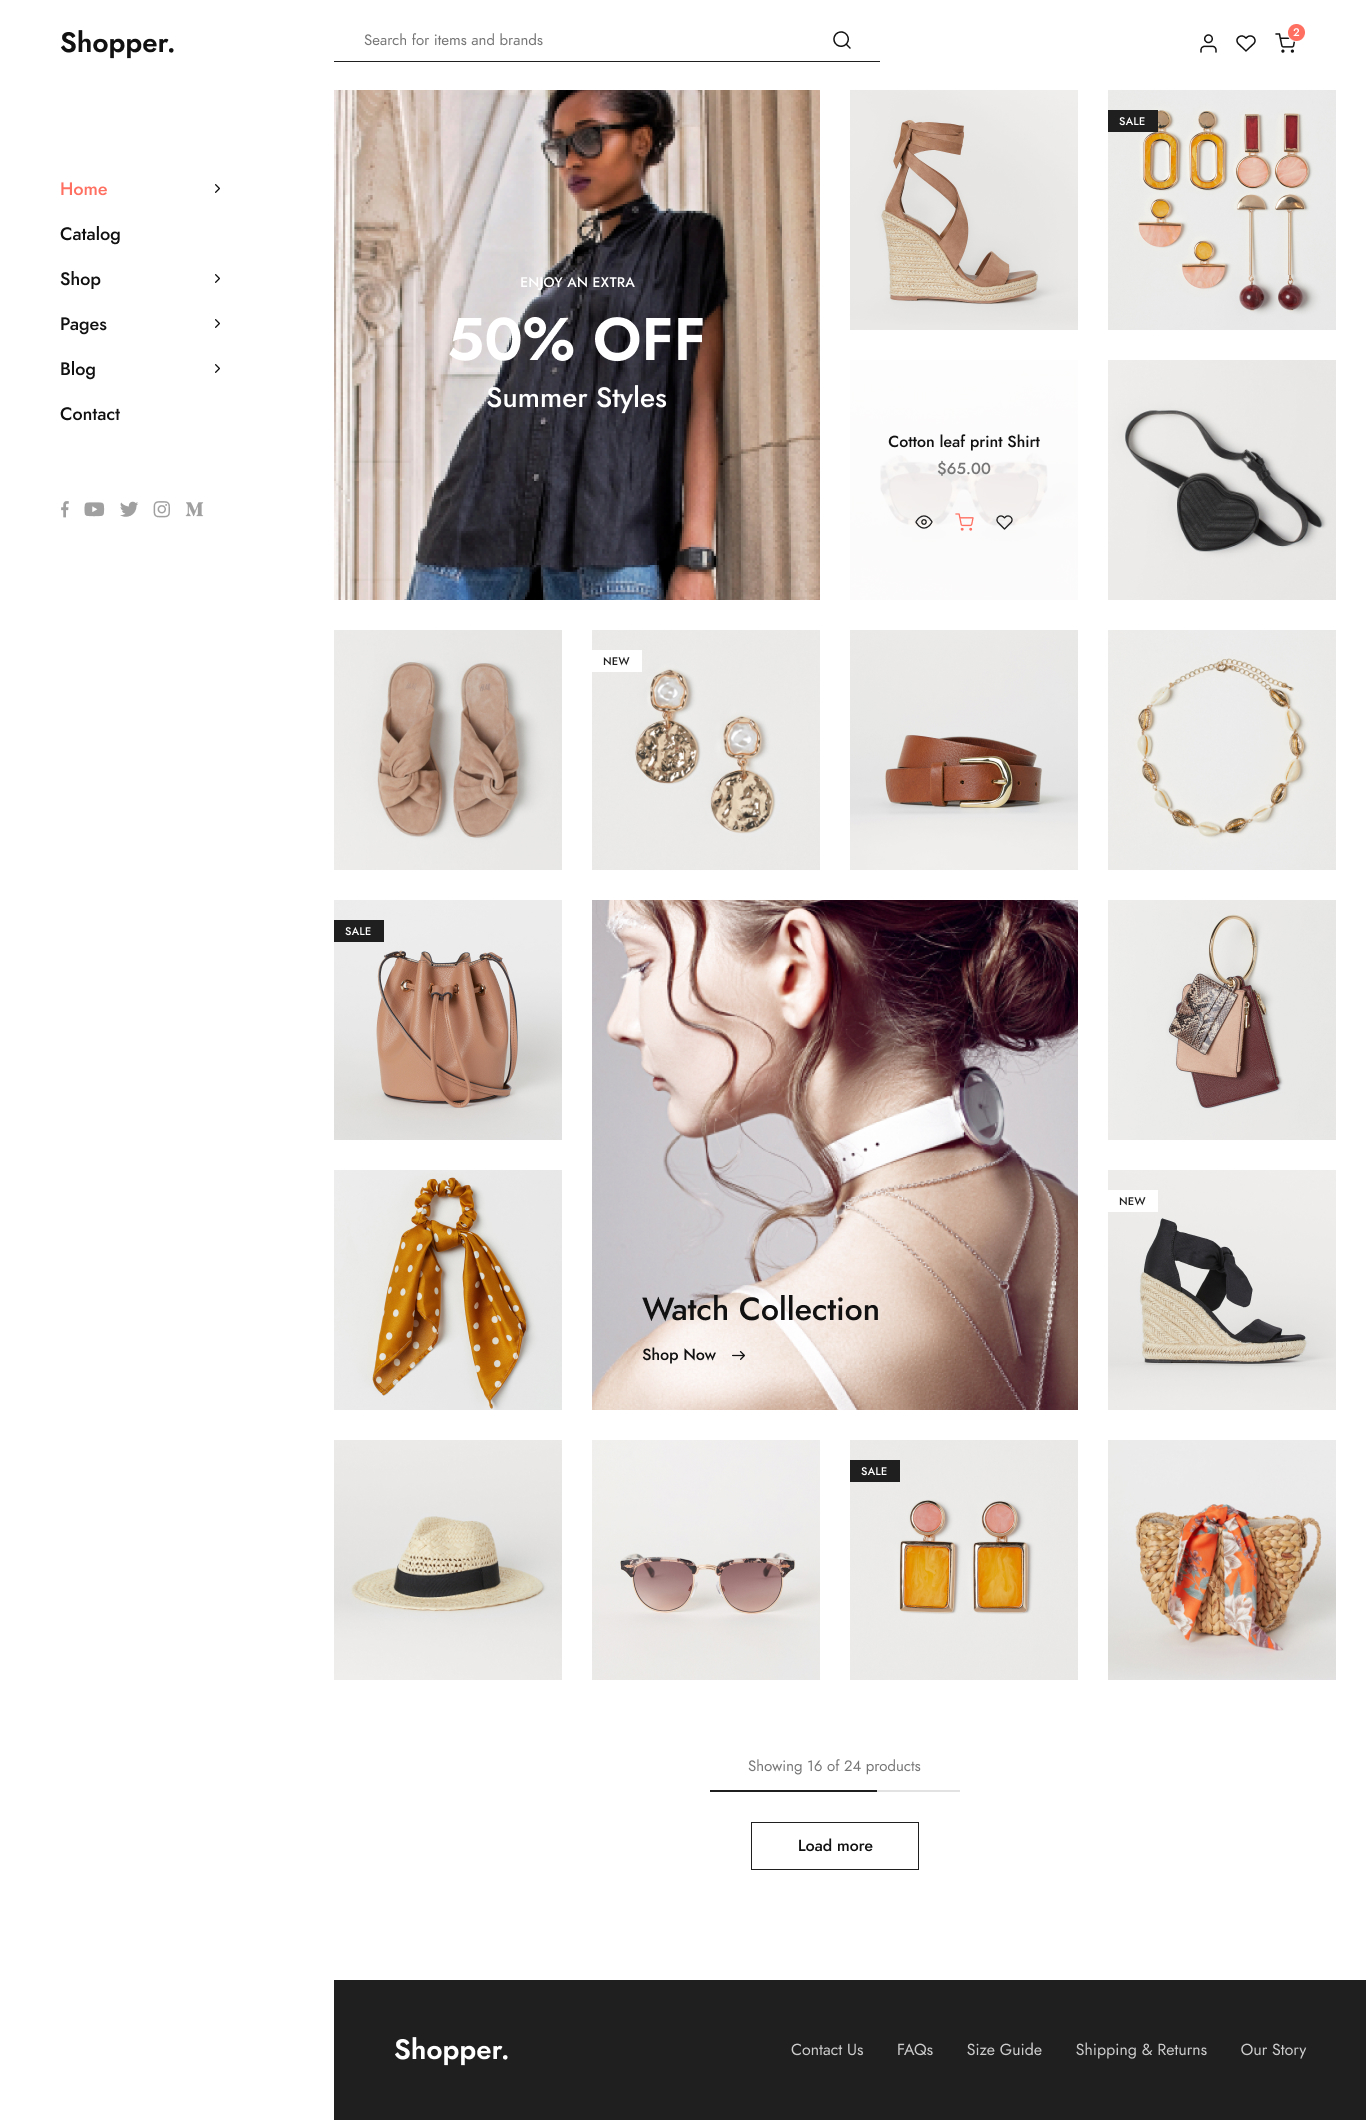 Shopper.
Search for items and brands
2
Home
Catalog
Shop
Pages
Blog
Contact
ENJOY AN EXTRA
50% OFF
Summer Styles
SALE
Cotton leaf print Shirt
$65.00
NEW
SALE
Watch Collection
Shop Now
NEW
SALE
Showing 16 of 24 products
Load more
Shopper.
Contact Us
FAQs
Size Guide
Shipping & Returns
Our Story